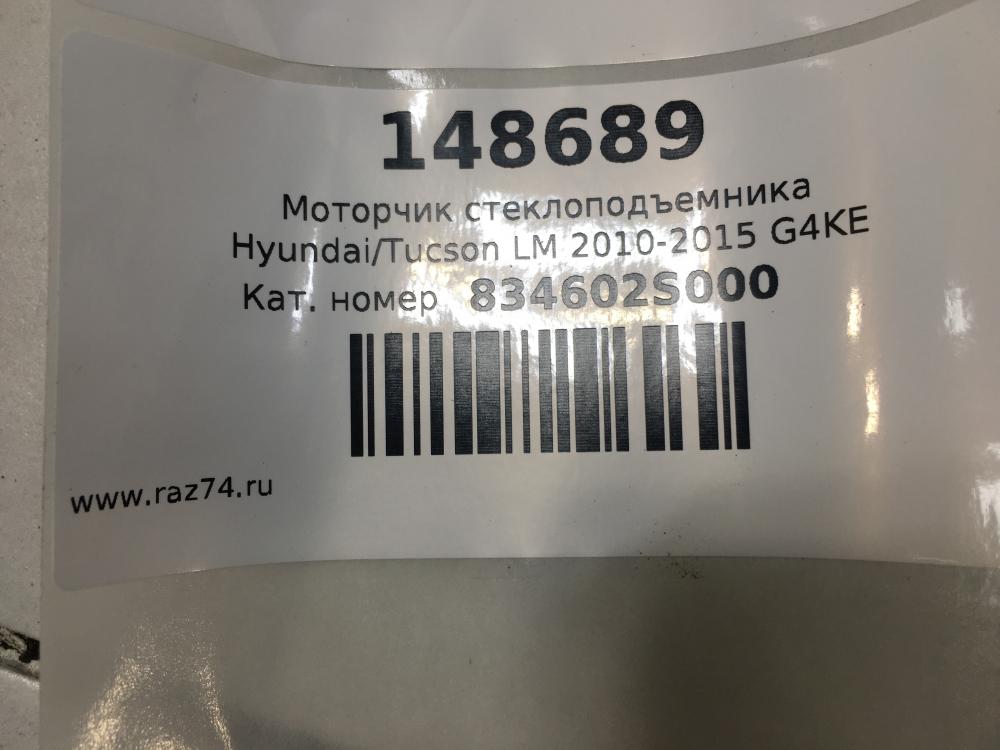 148689
Моторчик стеклоподъемника
Hyundai/Tucson LM 2010-2015 G4KE
Кат. номер 834602S000
www.raz74.ru